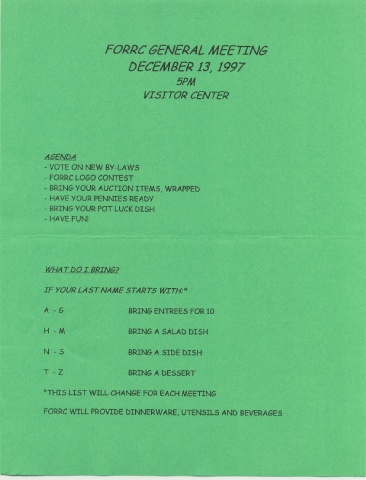 FORRC GENERAL MEETING
DECEMBER 13, 1997
5PM
VISITOR CENTER
AGENDA
- VOTE ON NEW BY-LAWS
- FORRC LOGO CONTEST
- BRING YOUR AUCTION ITEMS, WRAPPED
- HAVE YOUR PENNIES READY
- BRING YOUR POT LUCK DISH
- HAVE FUN!
WHAT DO I BRING?
IF YOUR LAST NAME STARTS WITH:*
A - G BRING ENTREES FOR 10
H - M BRING A SALAD DISH
N - S BRING A SIDE DISH
T - Z BRING A DESSERT
*THIS LIST WILL CHANGE FOR EACH MEETING
FORRC WILL PROVIDE DINNERWARE, UTENSILS AND BEVERAGES